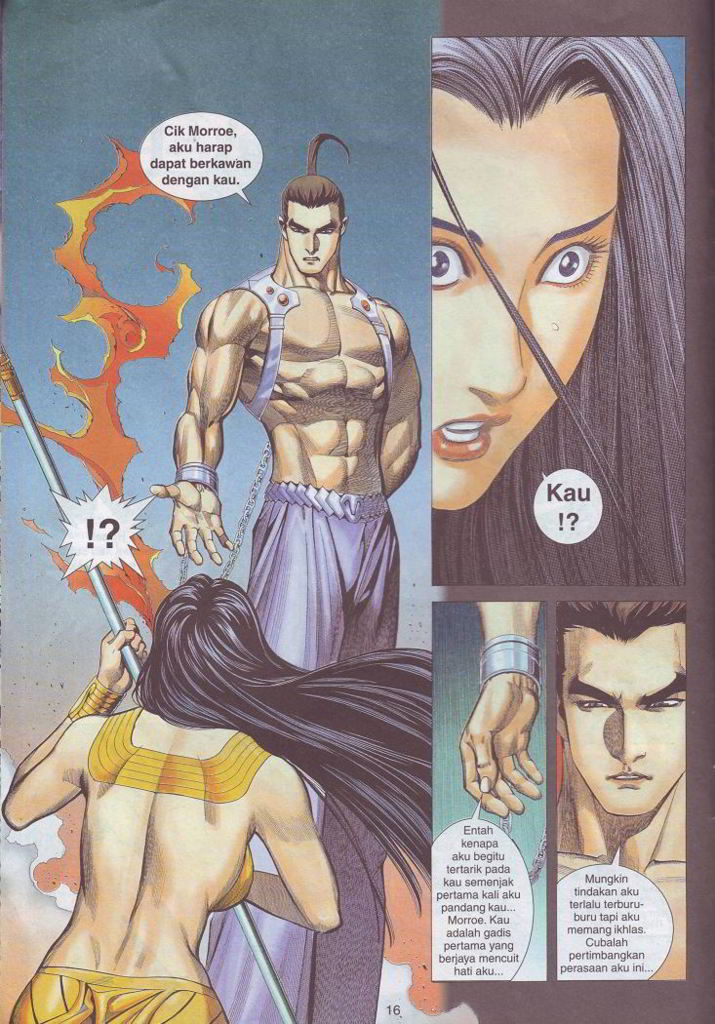 Cik Morroe,
aku harap
dapat berkawan
dengan kau.
!?
Kau
!?
Entah
kenapa
aku begitu
tertarik pada
kau semenjak
pertama kali aku
pandang kau...
Morroe. Kau
adalah gadis
pertama yang
berjaya mencuit
hati aku...
Mungkin
tindakan aku
terlalu terburu-
buru tapi aku
memang ikhlas.
Cubalah
pertimbangkan
perasaan aku ini...
16